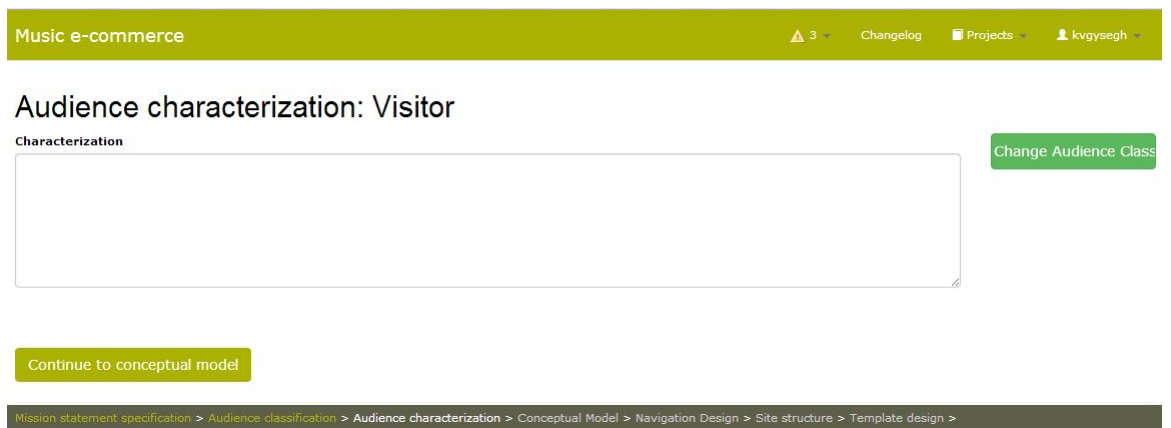 Music e-commerce
3 Changelog Projects kvgysegh
Audience characterization: Visitor
Characterization
Change Audience Class
Continue to conceptual model
Mission statement specification > Audience classification > Audience characterization > Conceptual Model > Navigation Design > Site structure > Template design >